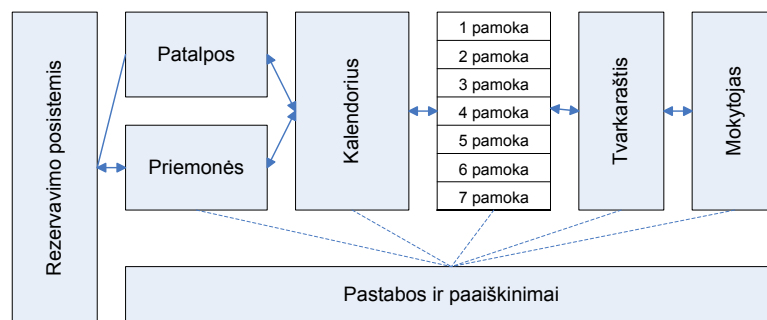 Rezervavimo posistemis
Patalpos
Priemonės
Kalendorius
1 pamoka
2 pamoka
3 pamoka
4 pamoka
5 pamoka
6 pamoka
7 pamoka
Tvarkaraštis
Mokytojas
Pastabos ir paaiškinimai